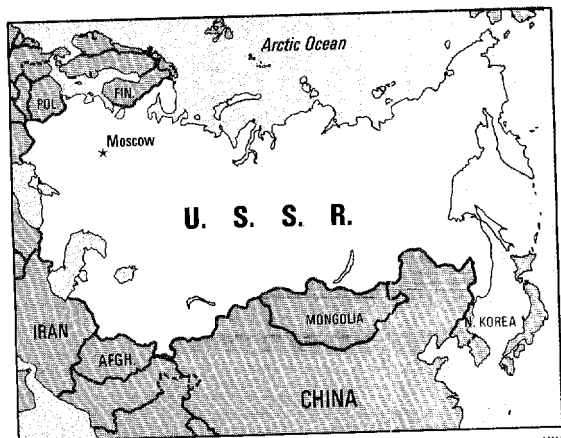 Arctic Ocean
POL.
FIN.
Moscow
U. S. S. R.
IRAN
AFGH.
MONGOLIA
N. KOREA
CHINA